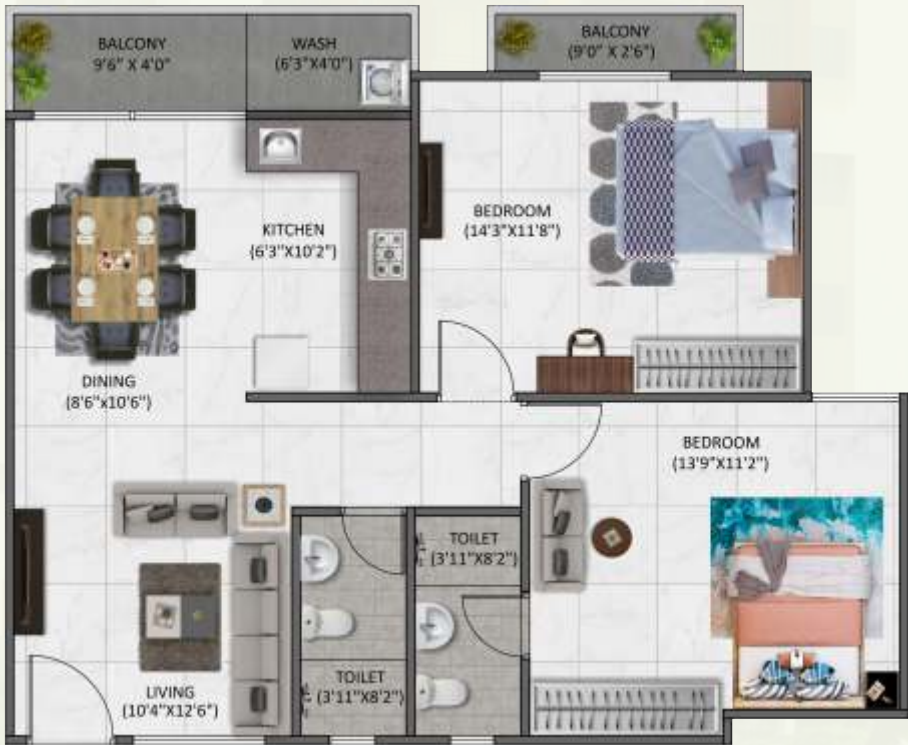 BALCONY
9'6" X 4'0"
WASH
(6'3"X4'0")
BALCONY
(9'0" X 2'6")
KITCHEN
(6'3"X10'2")
BEDROOM
(14'3"X11'8")
DINING
(8'6"x10'6")
BEDROOM
(13'9"X11'2")
TOILET
(3'11"X8'2")
TOILET
(3'11"X8'2")
LIVING
(10'4"X12'6")